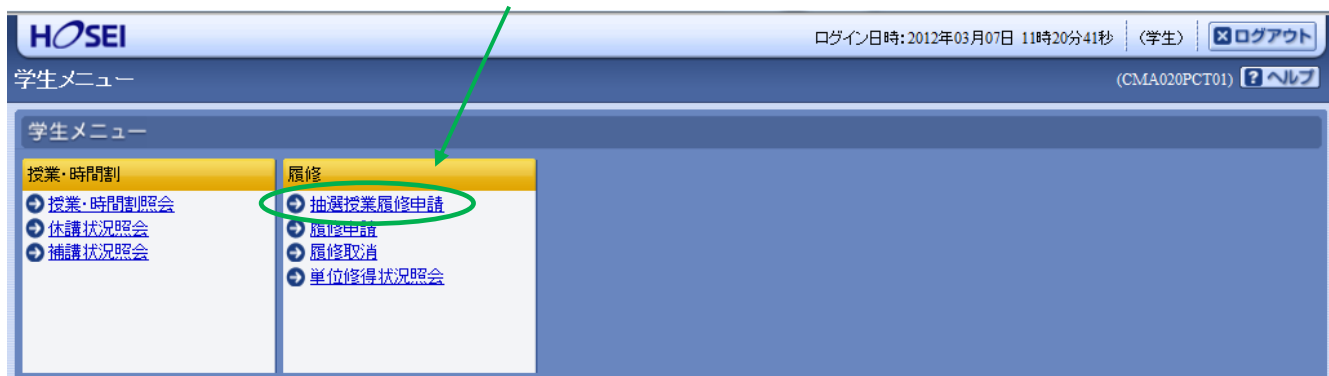 HOSEI
ログイン日時:2012年03月07日 11時20分41秒 (学生) ログアウト
学生メニュー (CMA020PCT01) ? ヘルプ
学生メニュー
授業・時間割
授業・時間割照会
休講状況照会
補講状況照会
履修
抽選授業履修申請
履修申請
履修取消
単位修得状況照会